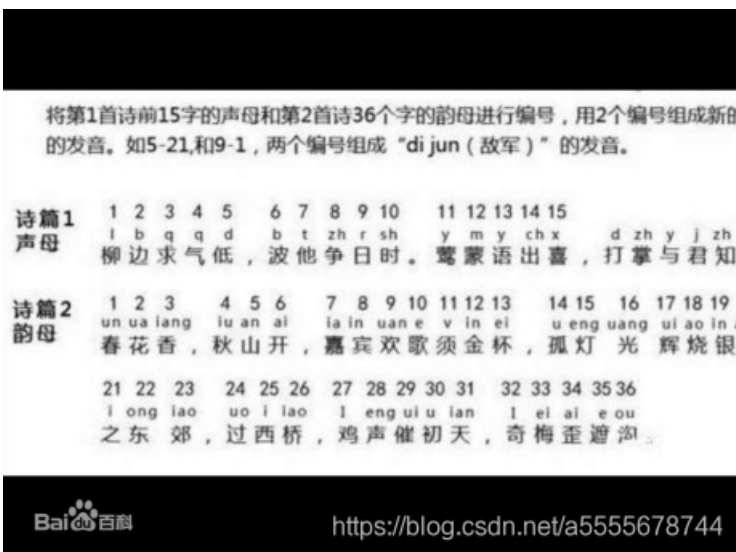 将第1首诗前15字的声母和第2首诗36个字的韵母进行编号，用2个编号组成新的
的发音。如5-21,和9-1，两个编号组成“di jun（敌军）”的发音。
诗篇1 1 2 3 4 5 6 7 8 9 10 11 12 13 14 15
声母 l b q q d b t zh r sh y m y ch x d zh y j zh
柳边求气低，波他争日时。莺蒙语出喜，打掌与君知
诗篇2 1 2 3 4 5 6 7 8 9 10 11 12 13 14 15 16 17 18 19
韵母 un ua iang iu an ai ia in uan e v in ei u eng uang ui ao in
春花香，秋山开，嘉宾欢歌须金杯，孤灯光辉烧银
21 22 23 24 25 26 27 28 29 30 31 32 33 34 35 36
i ong iao uo i iao I eng ui u ian I ei ai e ou
之东郊，过西桥，鸡声催初天，奇梅歪遮沟。
Baidu百科
https://blog.csdn.net/a5555678744